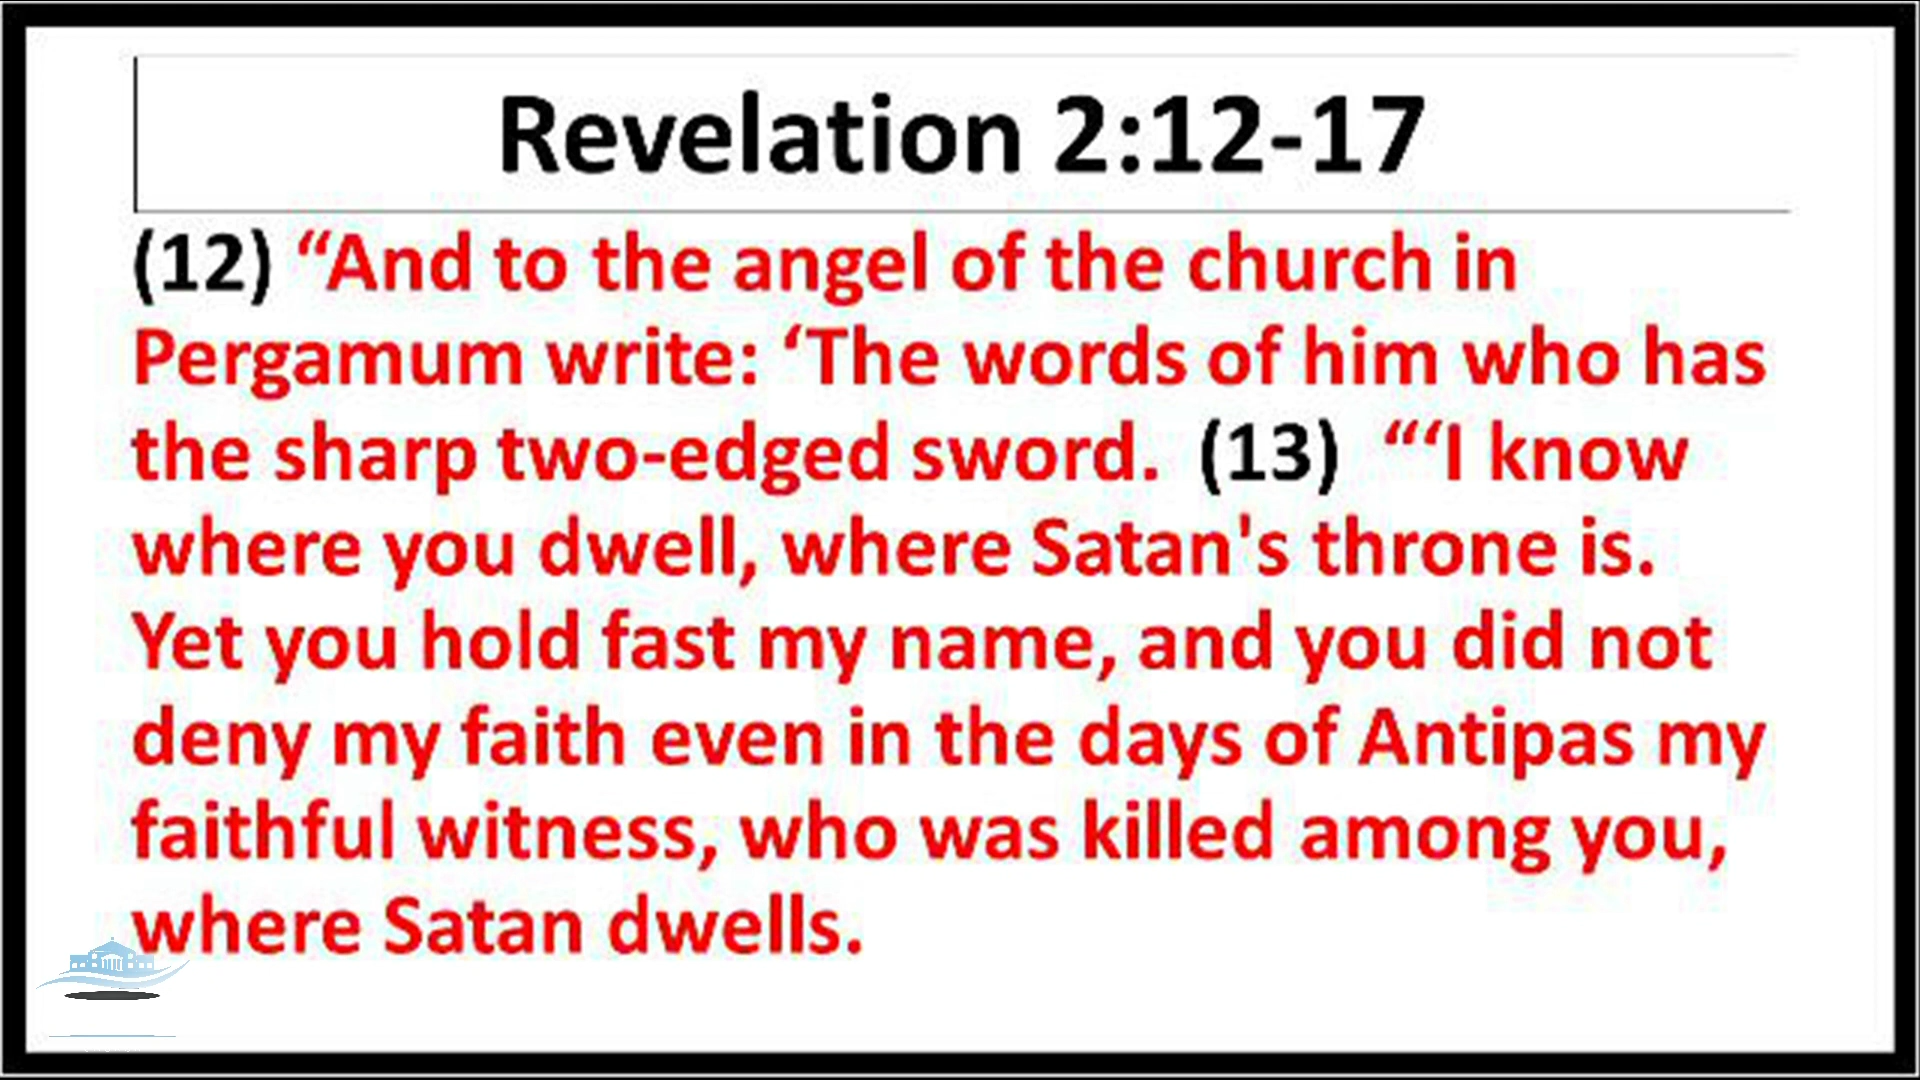 Revelation 2:12-17
(12) “And to the angel of the church in
Pergamum write: ‘The words of him who has
the sharp two-edged sword. (13) “‘I know
where you dwell, where Satan's throne is.
Yet you hold fast my name, and you did not
deny my faith even in the days of Antipas my
faithful witness, who was killed among you,
where Satan dwells.